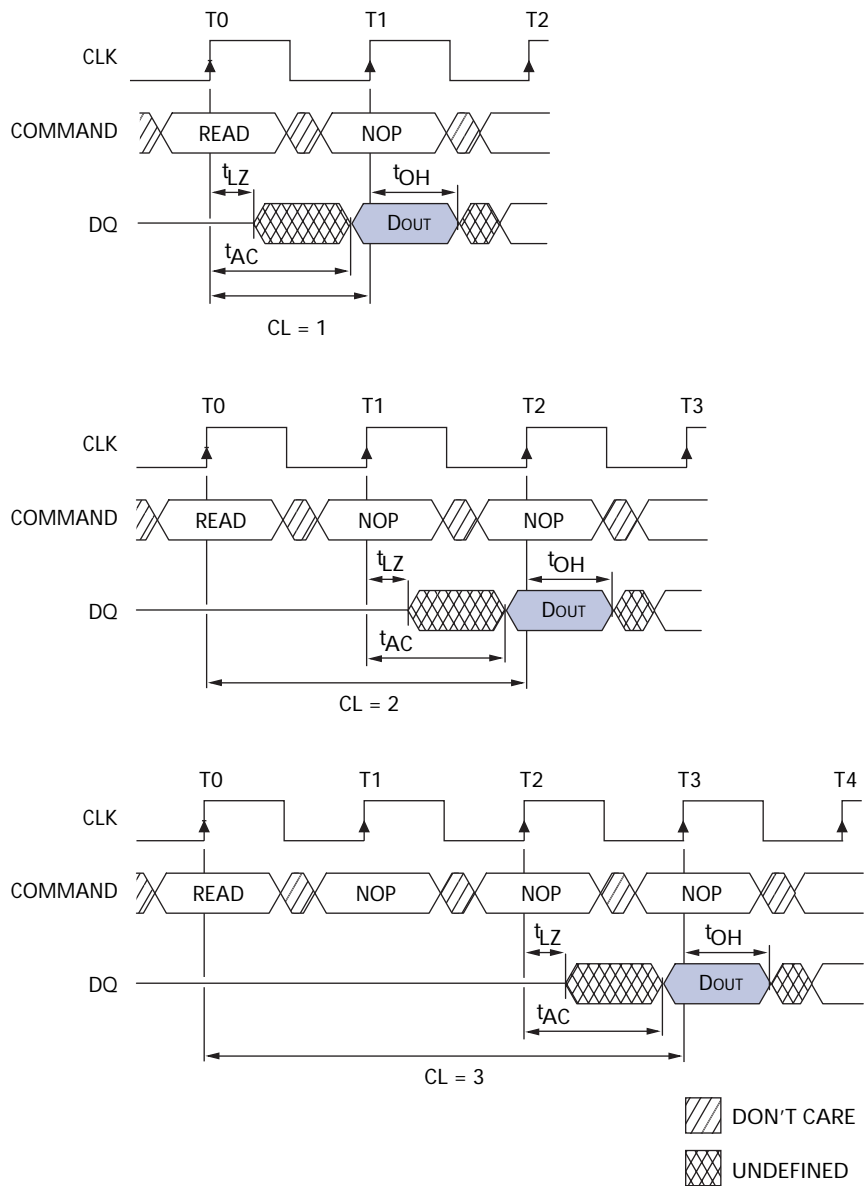 T0 T1 T2
CLK
COMMAND READ NOP
tLZ tOH
DQ DOUT
tAC
CL = 1
T0 T1 T2 T3
CLK
COMMAND READ NOP NOP
tLZ tOH
DQ DOUT
tAC
CL = 2
T0 T1 T2 T3 T4
CLK
COMMAND READ NOP NOP NOP
tLZ tOH
DQ DOUT
tAC
CL = 3
DON'T CARE
UNDEFINED